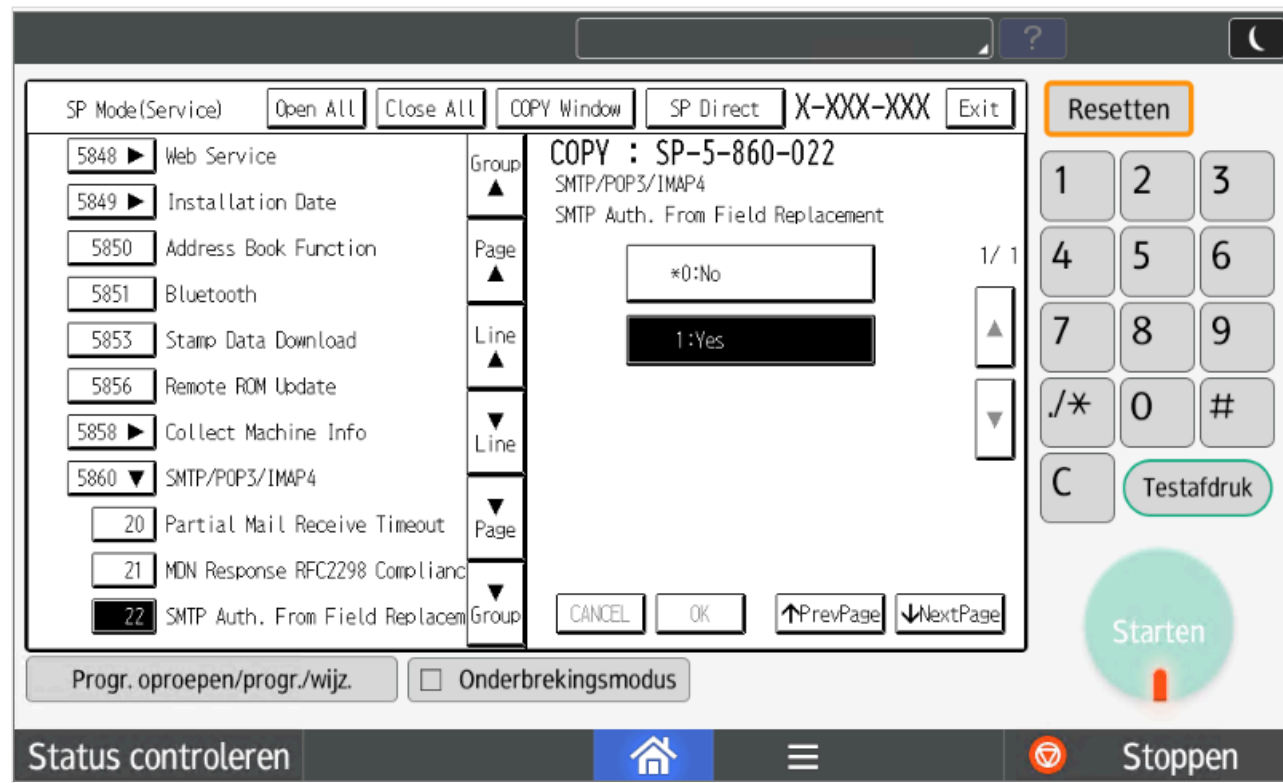 ?
SP Mode(Service) Open All Close All COPY Window SP Direct X-XXX-XXX Exit
5848 ▶ Web Service
5849 ▶ Installation Date
5850 Address Book Function
5851 Bluetooth
5853 Stamp Data Download
5856 Remote ROM Update
5858 ▶ Collect Machine Info
5860 ▼ SMTP/POP3/IMAP4
20 Partial Mail Receive Timeout
21 MDN Response RFC2298 Complianc
22 SMTP Auth. From Field Replacem
Group ▲
Page ▲
Line ▲
▼ Line
▼ Page
▼ Group
COPY : SP-5-860-022
SMTP/POP3/IMAP4
SMTP Auth. From Field Replacement
*0:No
1:Yes
1/ 1
▲
▼
CANCEL OK ↑PrevPage ↓NextPage
Resetten
1 2 3
4 5 6
7 8 9
./* 0 #
C Testafdruk
Starten
Progr. oproepen/progr./wijz. Onderbrekingsmodus
Status controleren Stoppen